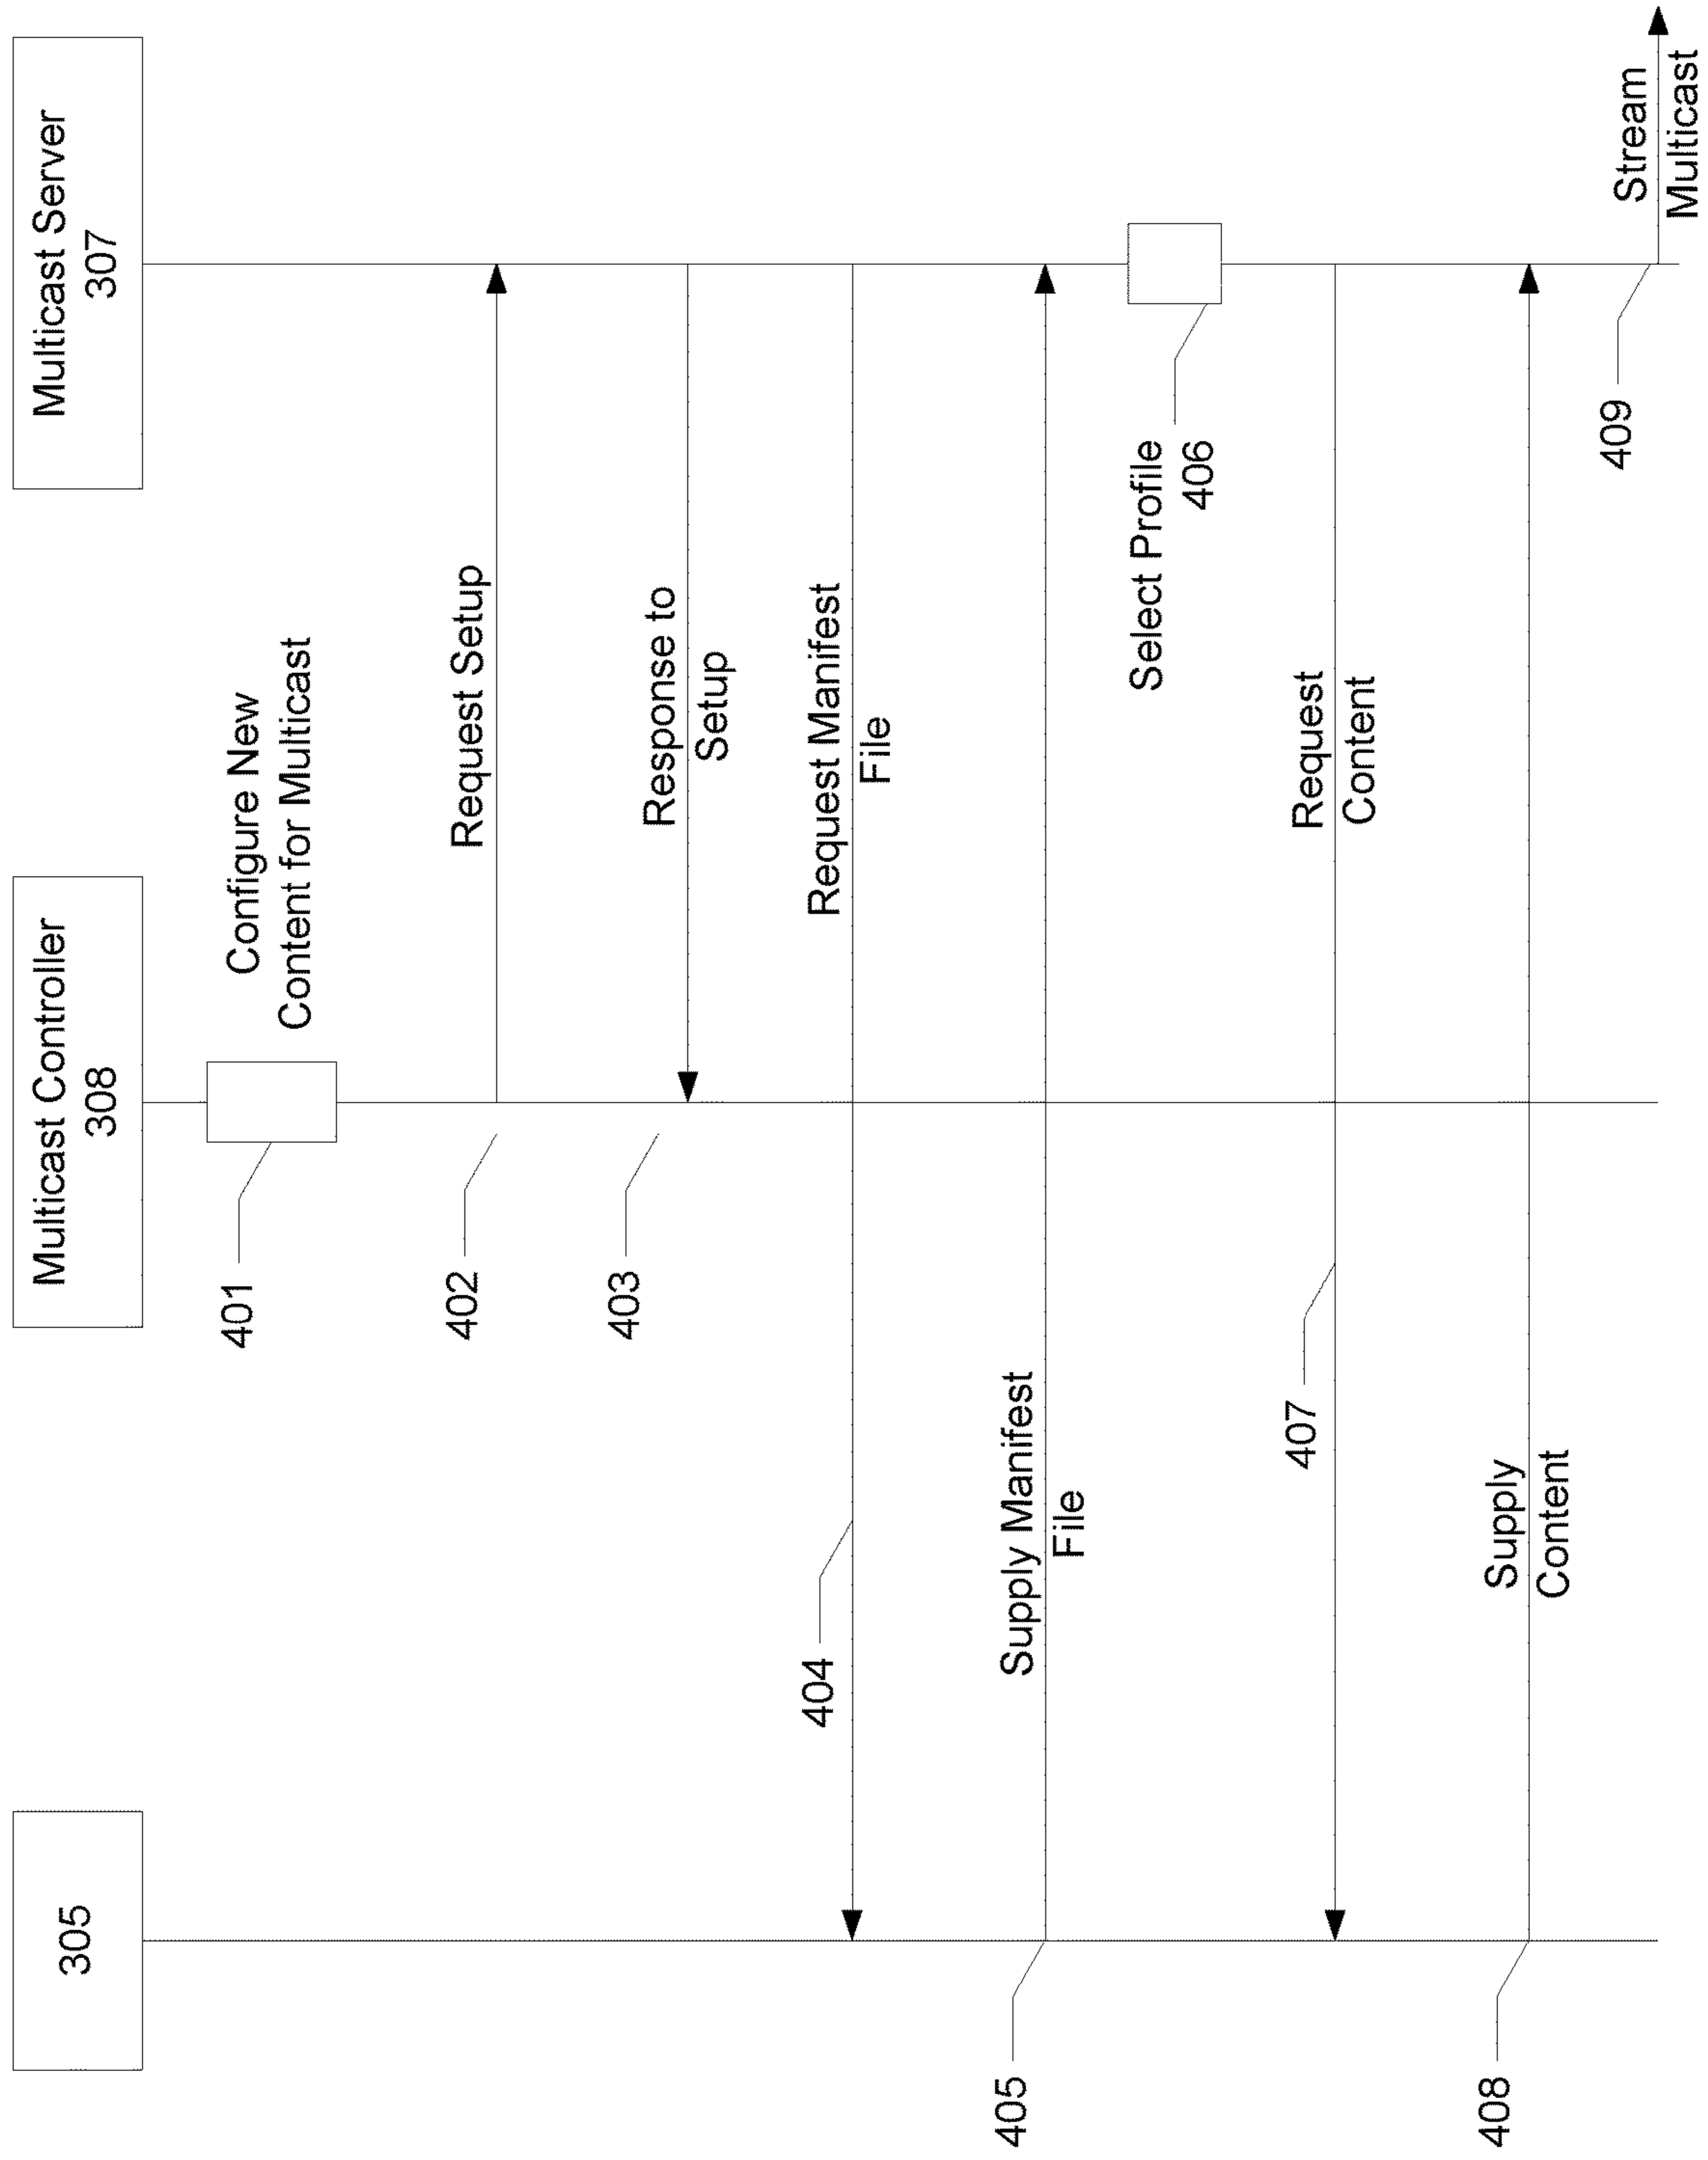 305
Multicast Controller
308
Multicast Server
307
401
Configure New
Content for Multicast
402
Request Setup
403
Response to
Setup
404
Request Manifest
File
405
Supply Manifest
File
Select Profile
406
407
Request
Content
408
Supply
Content
409
Stream
Multicast